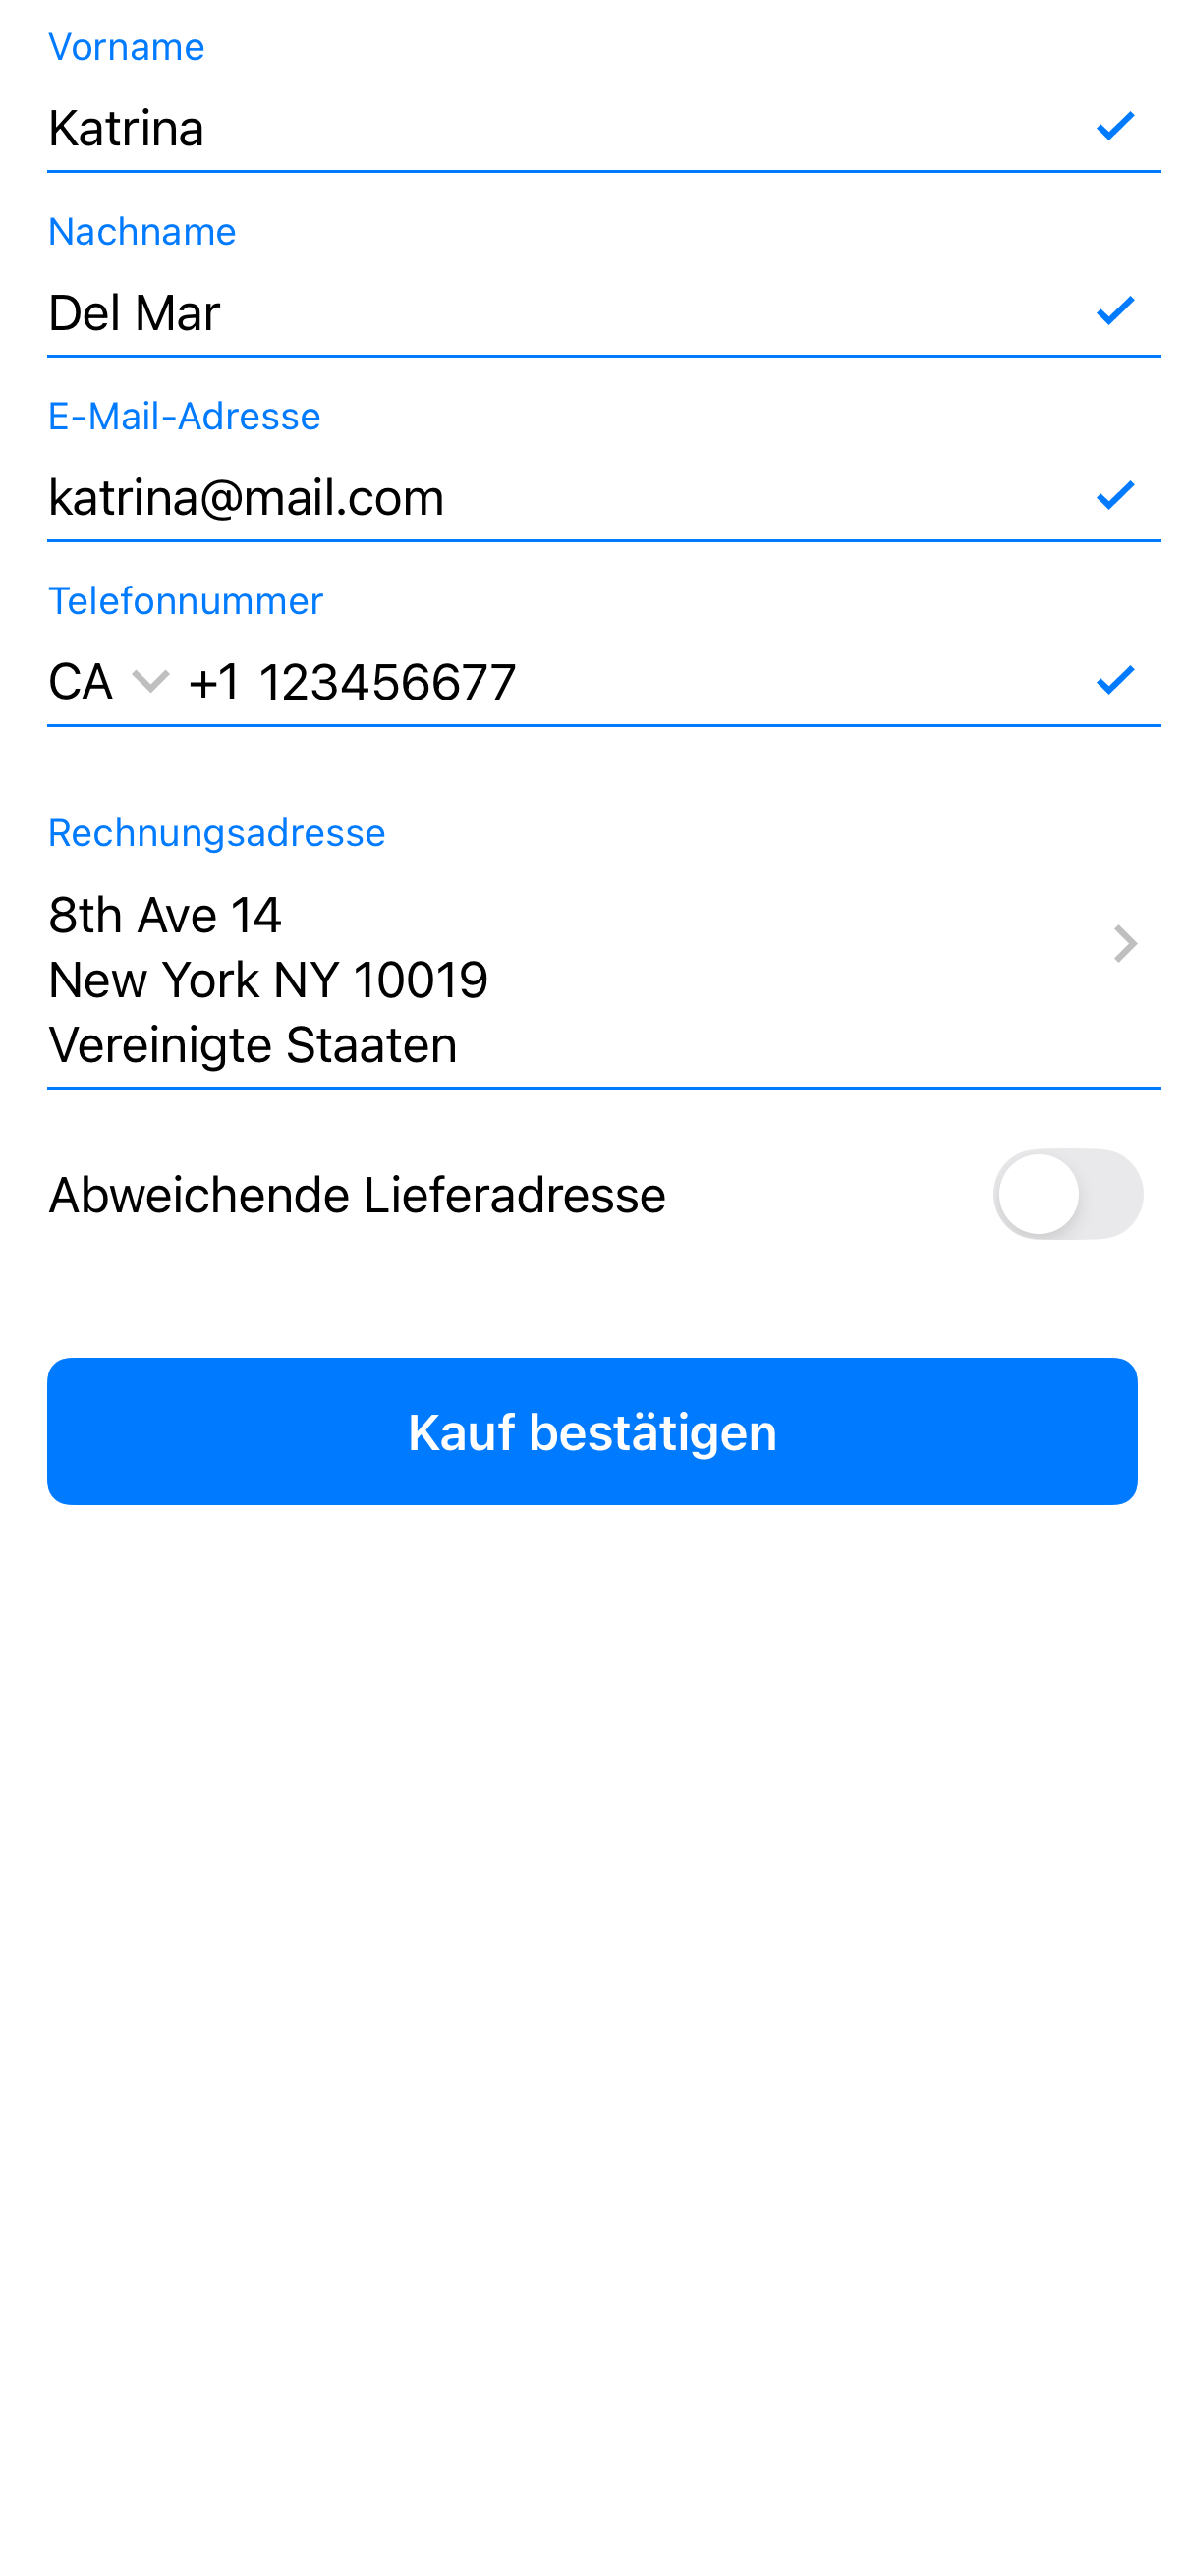 Vorname
Katrina
Nachname
Del Mar
E-Mail-Adresse
katrina@mail.com
Telefonnummer
CA +1 123456677
Rechnungsadresse
8th Ave 14
New York NY 10019
Vereinigte Staaten
Abweichende Lieferadresse
Kauf bestätigen